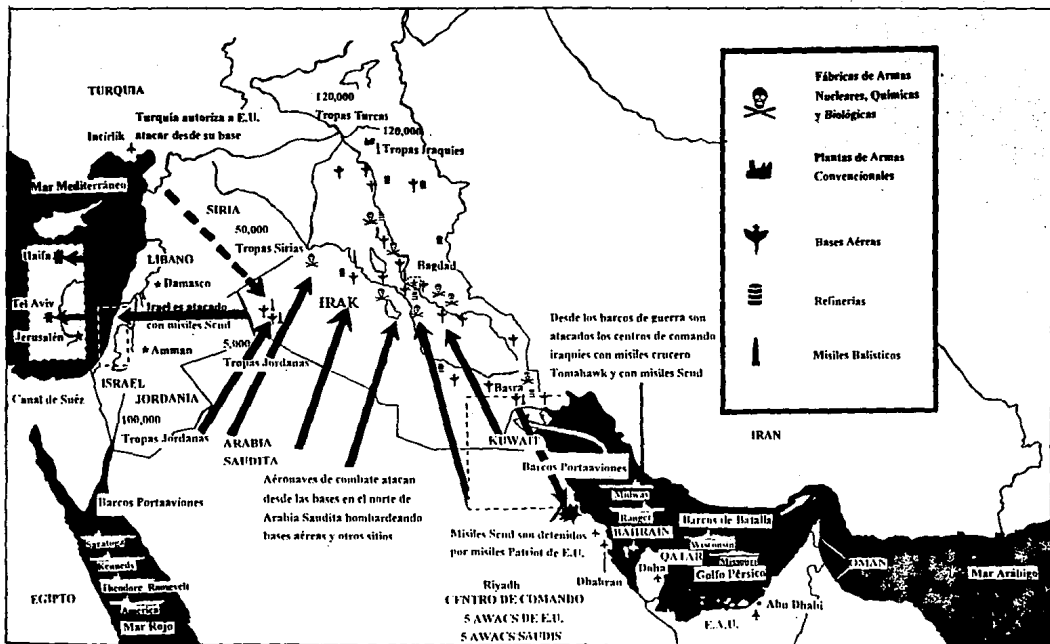 TURQUIA
Turquia autoriza a E.U.
atacar desde su base
Incirlik
120,000
Tropas Turcas
120,000
Tropas Iraquíes
Mar Mediterráneo
SIRIA
50,000
Tropas Sirias
Haifa
LIBANO
Damasco
Tel Aviv
Irael es atacado
con misiles Scud
Jerusalén
Amman
5,000
Tropas Jordanas
ISRAEL
Canal de Suéz
JORDANIA
100,000
Tropas Jordanas
IRAK
Bagdad
Basra
ARABIA
SAUDITA
KUWAIT
Desde los barcos de guerra son
atacados los centros de comando
iraquíes con misiles crucero
Tomahawk y con misiles Scud
IRAN
Aéronaves de combate atacan
desde las bases en el norte de
Arabia Saudita bombardeando
bases aéreas y otros sitios
Barcos Portaaviones
Midway
Ranger
BAHRAIN
Barcos de Batalla
Wisconsin
Missouri
QATAR
Doha
Golfo Pérsico
OMAN
Mar Arábigo
Misiles Scud son detenidos
por misiles Patriot de E.U.
Dhahran
Abu Dhabi
E.A.U.
Riyadh
CENTRO DE COMANDO
5 AWACS DE E.U.
5 AWACS SAUDIS
Barcos Portaaviones
Saratoga
Kennedy
Theodore Roosevelt
America
Mar Rojo
EGIPTO
Fábricas de Armas
Nucleares, Químicas
y Biológicas
Plantas de Armas
Convencionales
Bases Aéreas
Refinerías
Misiles Balísticos